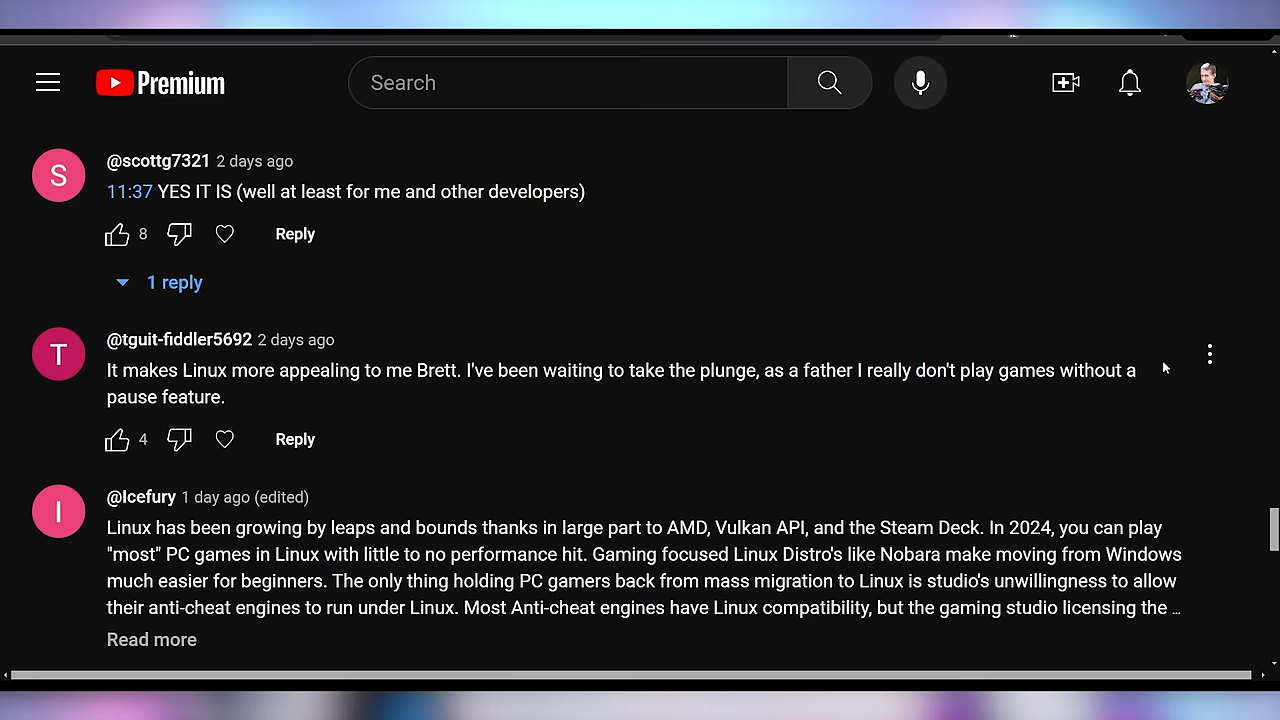 Premium
Search
S
@scottg7321 2 days ago
11:37 YES IT IS (well at least for me and other developers)
8
Reply
1 reply
T
@tguit-fiddler5692 2 days ago
It makes Linux more appealing to me Brett. I've been waiting to take the plunge, as a father I really don't play games without a
pause feature.
4
Reply
I
@Icefury 1 day ago (edited)
Linux has been growing by leaps and bounds thanks in large part to AMD, Vulkan API, and the Steam Deck. In 2024, you can play
"most" PC games in Linux with little to no performance hit. Gaming focused Linux Distro's like Nobara make moving from Windows
much easier for beginners. The only thing holding PC gamers back from mass migration to Linux is studio's unwillingness to allow
their anti-cheat engines to run under Linux. Most Anti-cheat engines have Linux compatibility, but the gaming studio licensing the ...
Read more